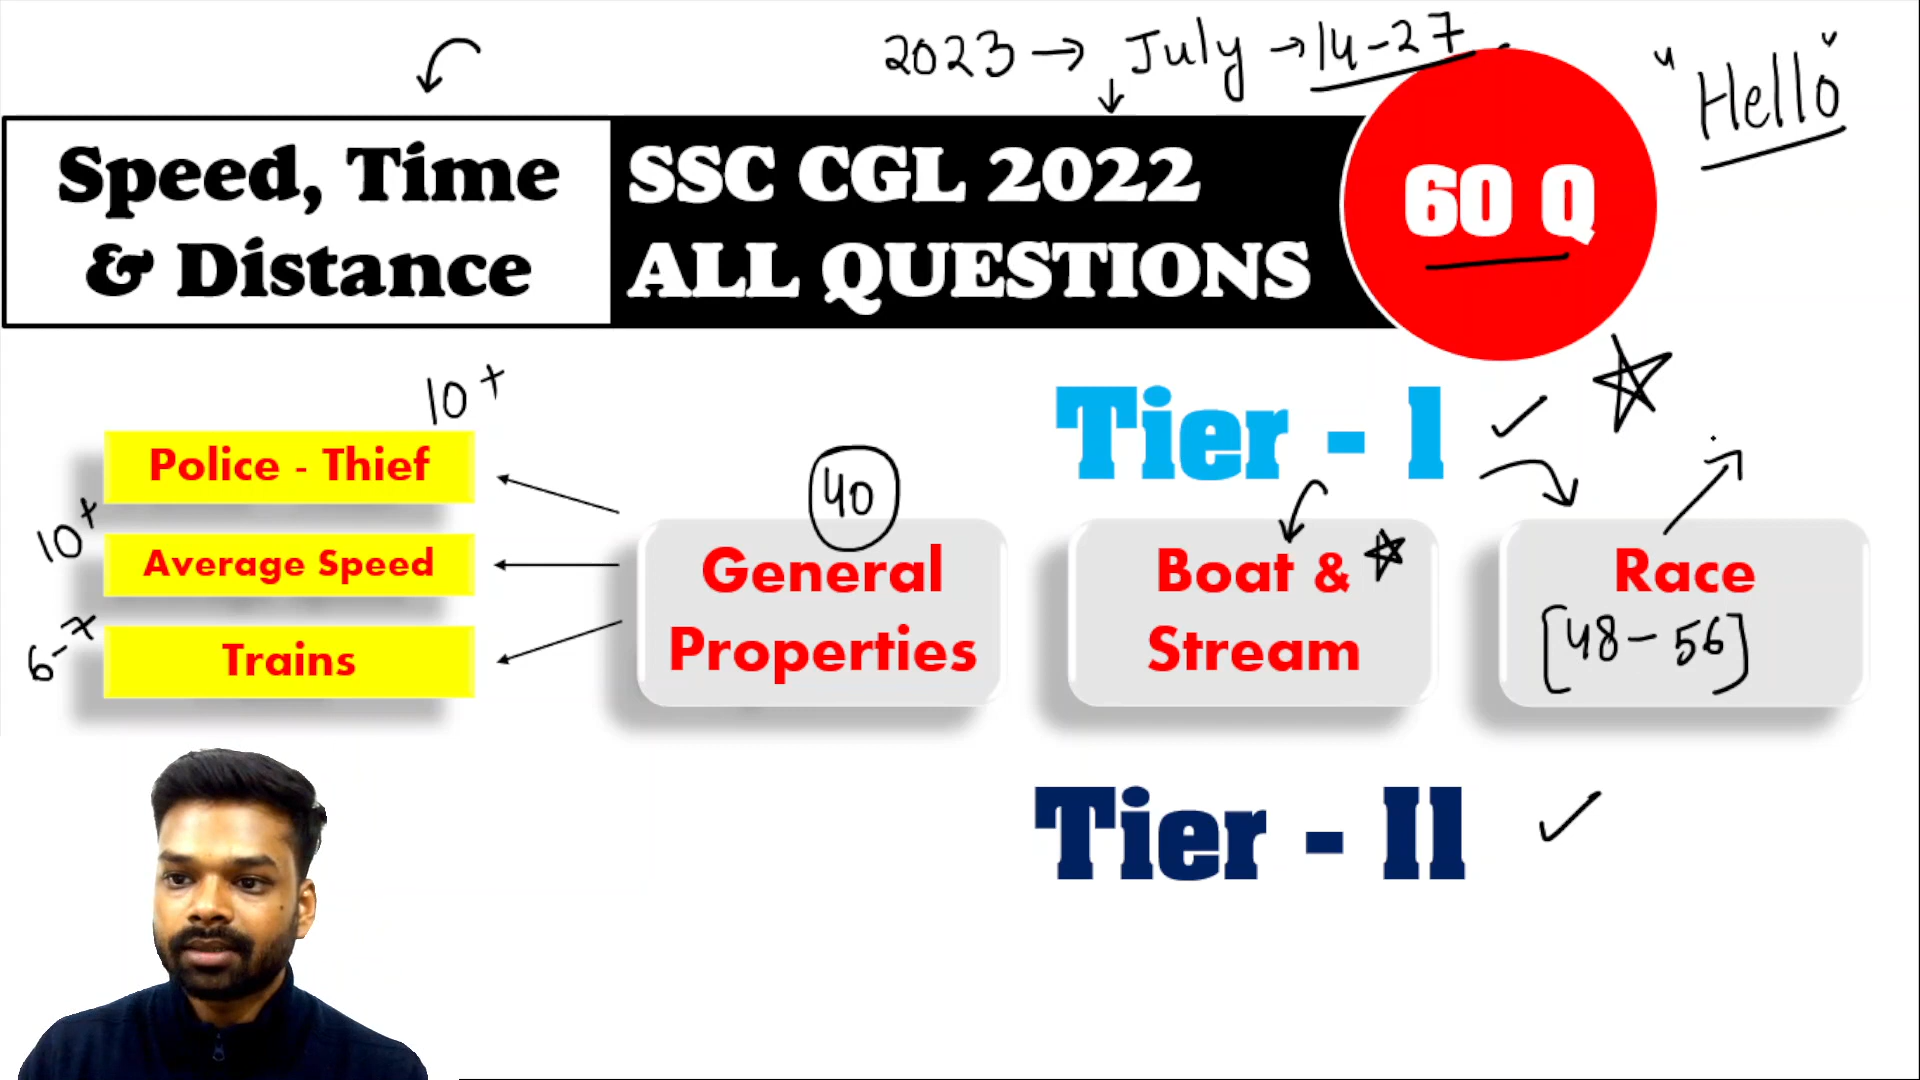 2023 → July → 14-27
"Hello"
Speed, Time
& Distance
SSC CGL 2022
ALL QUESTIONS
60 Q
Tier - I
10+
Police - Thief
10+
Average Speed
6-7
Trains
40
General
Properties
Boat &
Stream
Race
[48-56]
Tier - II